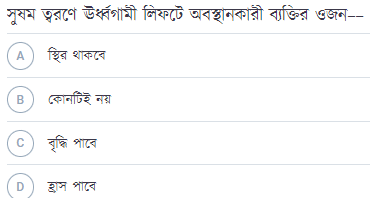 সুষম ত্বরণে ঊর্ধ্বগামী লিফটে অবস্থানকারী ব্যক্তির ওজন--
A স্থির থাকবে
B কোনটিই নয়
C বৃদ্ধি পাবে
D হ্রাস পাবে